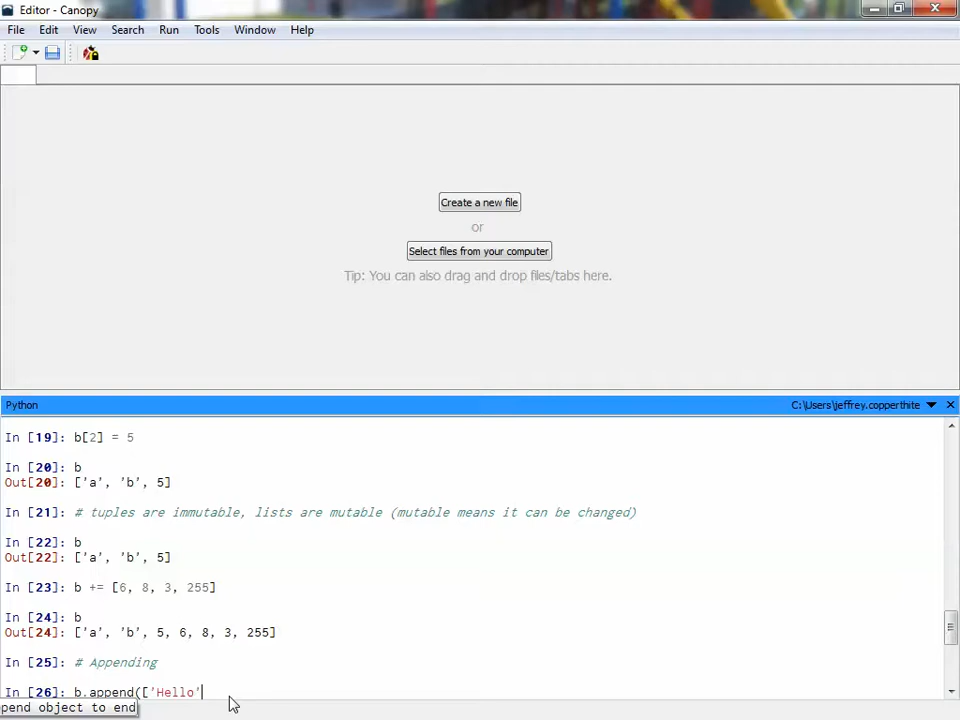 Editor - Canopy
File Edit View Search Run Tools Window Help
Create a new file
or
Select files from your computer
Tip: You can also drag and drop files/tabs here.
Python C:\Users\jeffrey.copperthite
In [19]: b[2] = 5
In [20]: b
Out[20]: ['a', 'b', 5]
In [21]: # tuples are immutable, lists are mutable (mutable means it can be changed)
In [22]: b
Out[22]: ['a', 'b', 5]
In [23]: b += [6, 8, 3, 255]
In [24]: b
Out[24]: ['a', 'b', 5, 6, 8, 3, 255]
In [25]: # Appending
In [26]: b.append(['Hello'
pend object to end